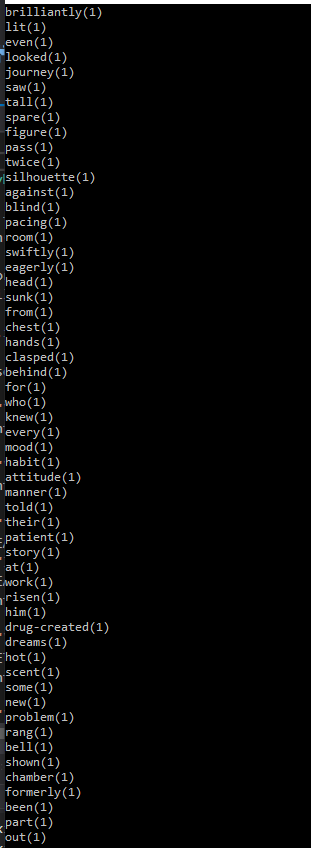 brilliantly(1)
lit(1)
even(1)
looked(1)
journey(1)
saw(1)
tall(1)
spare(1)
figure(1)
pass(1)
twice(1)
silhouette(1)
against(1)
blind(1)
pacing(1)
room(1)
swiftly(1)
eagerly(1)
head(1)
sunk(1)
from(1)
chest(1)
hands(1)
clasped(1)
behind(1)
for(1)
who(1)
knew(1)
every(1)
mood(1)
habit(1)
attitude(1)
manner(1)
told(1)
their(1)
patient(1)
story(1)
at(1)
work(1)
risen(1)
him(1)
drug-created(1)
dreams(1)
hot(1)
scent(1)
some(1)
new(1)
problem(1)
rang(1)
bell(1)
shown(1)
chamber(1)
formerly(1)
been(1)
part(1)
out(1)